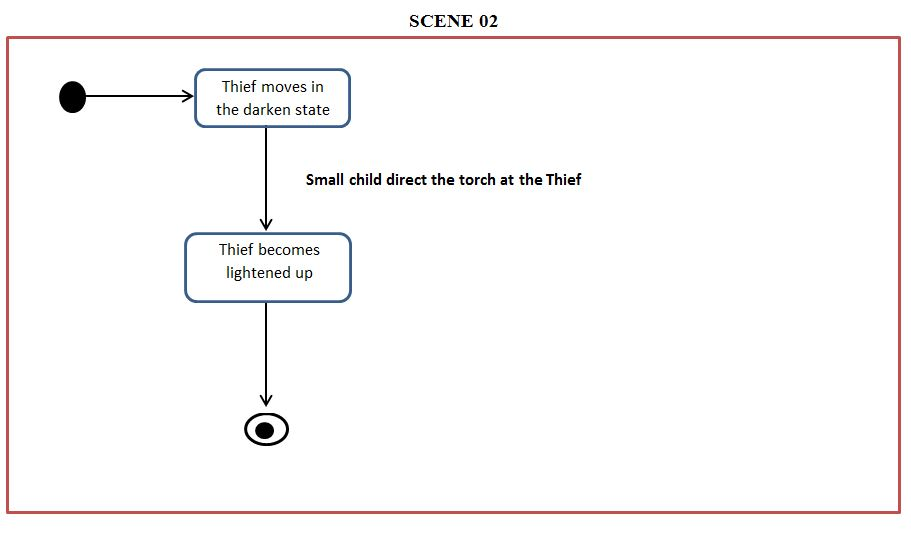 SCENE 02
Thief moves in
the darken state
Small child direct the torch at the Thief
Thief becomes
lightened up